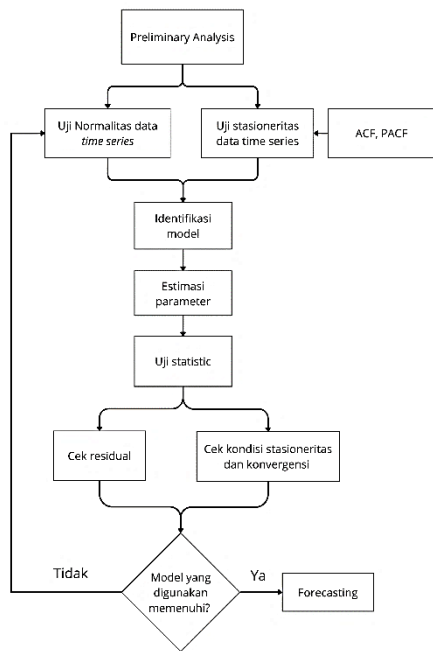 Preliminary Analysis
Uji Normalitas data
time series
Uji stasioneritas
data time series
ACF, PACF
Identifikasi
model
Estimasi
parameter
Uji statistic
Cek residual
Cek kondisi stasioneritas
dan konvergensi
Tidak
Model yang
digunakan
memenuhi?
Ya
Forecasting